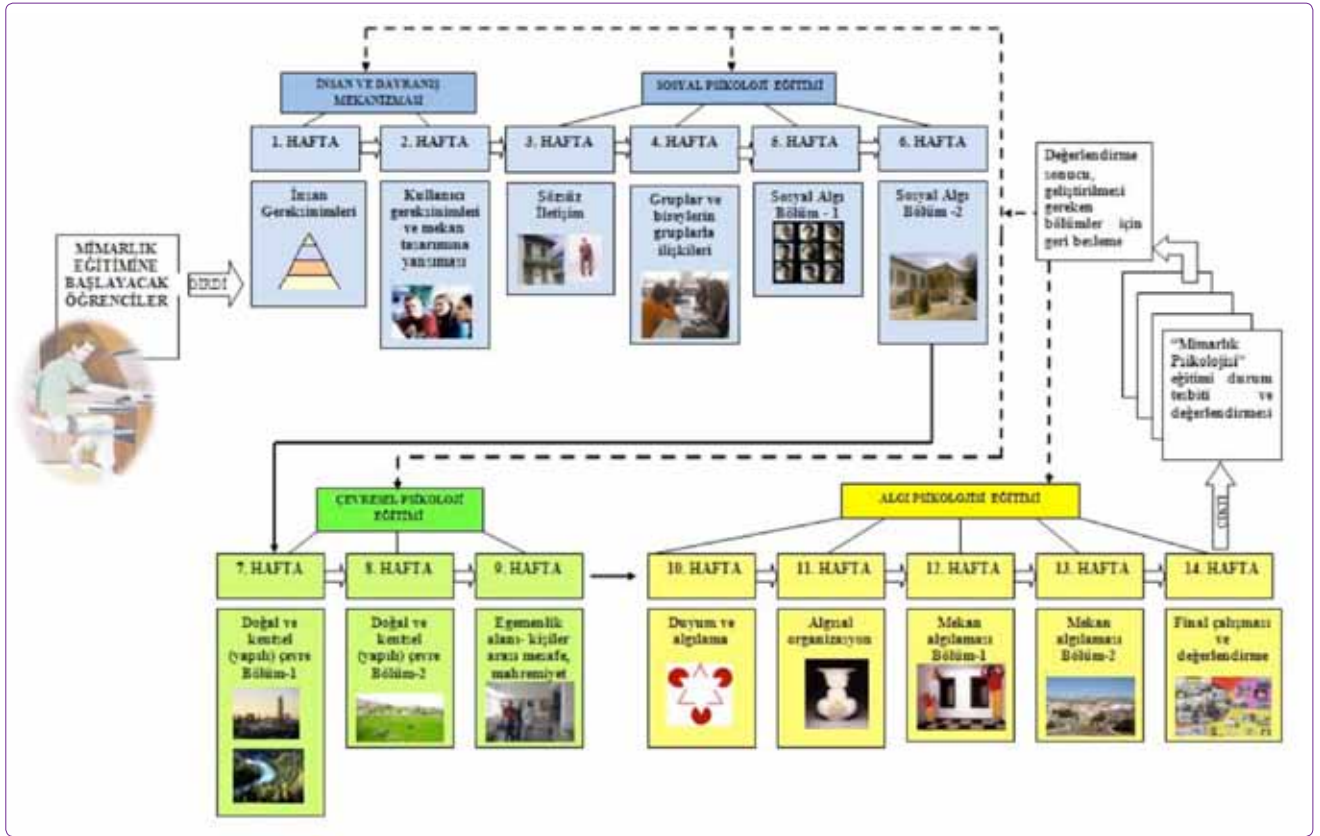 İNSAN VE DAVRANIŞ
MEKANİZMASI
SOSYAL PSİKOLOJİ EĞİTİMİ
1. HAFTA
2. HAFTA
3. HAFTA
4. HAFTA
5. HAFTA
6. HAFTA
İnsan
Gereksinimleri
Kullanıcı
gereksinimleri
ve mekan
tasarımına
yansıması
Sözsüz
İletişim
Gruplar ve
bireylerin
gruplarla
ilişkileri
Sosyal Algı
Bölüm - 1
Sosyal Algı
Bölüm -2
Değerlendirme
sonucu,
geliştirilmesi
gereken
bölümler için
geri besleme
MİMARLIK
EĞİTİMİNE
BAŞLAYACAK
ÖĞRENCİLER
GİRDİ
“Mimarlık
Psikolojisi”
eğitimi durum
tesbiti ve
değerlendirmesi
ÇIKTI
ÇEVRESEL PSİKOLOJİ
EĞİTİMİ
ALGI PSİKOLOJİSİ EĞİTİMİ
7. HAFTA
8. HAFTA
9. HAFTA
10. HAFTA
11. HAFTA
12. HAFTA
13. HAFTA
14. HAFTA
Doğal ve
kentsel
(yapılı) çevre
Bölüm-1
Doğal ve
kentsel
(yapılı) çevre
Bölüm-2
Egemenlik
alanı- kişiler
arası mesafe,
mahremiyet
Duyum ve
algılama
Algısal
organizasyon
Mekan
algılaması
Bölüm-1
Mekan
algılaması
Bölüm-2
Final çalışması
ve
değerlendirme